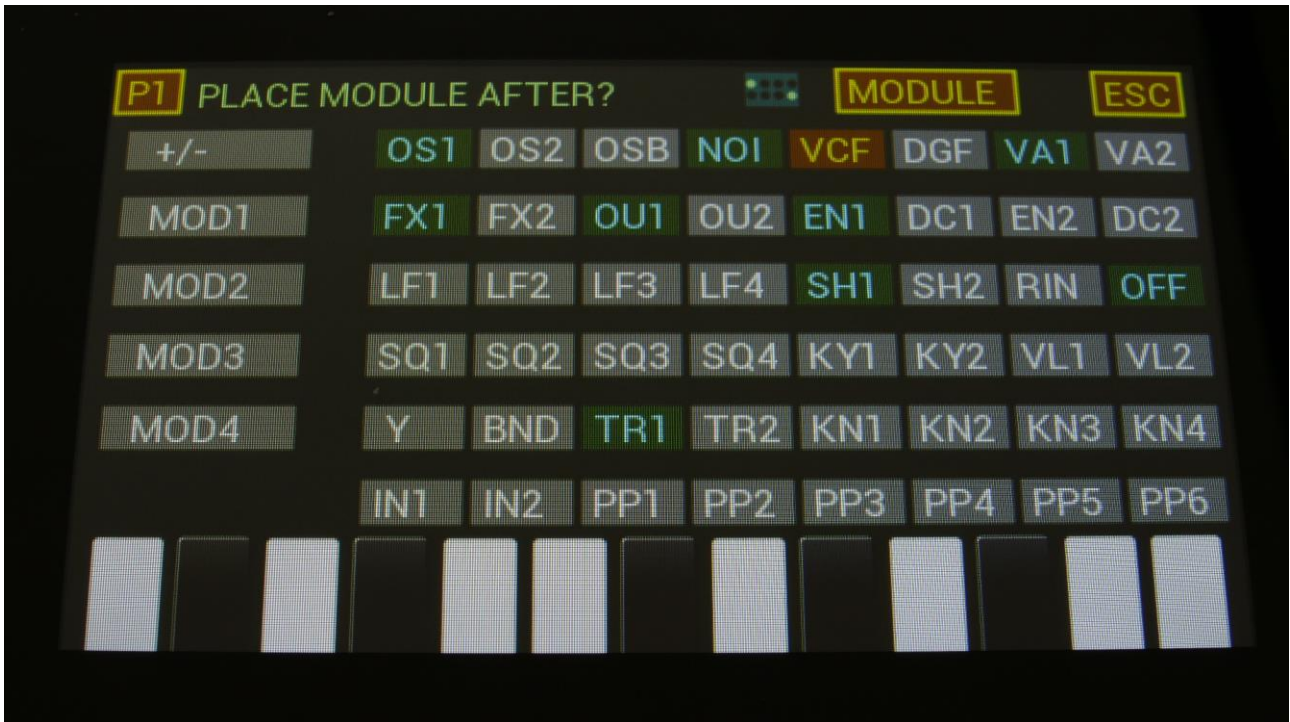 P1 PLACE MODULE AFTER? MODULE ESC
+/- OS1 OS2 OSB NOI VCF DGF VA1 VA2
MOD1 FX1 FX2 OU1 OU2 EN1 DC1 EN2 DC2
MOD2 LF1 LF2 LF3 LF4 SH1 SH2 RIN OFF
MOD3 SQ1 SQ2 SQ3 SQ4 KY1 KY2 VL1 VL2
MOD4 Y BND TR1 TR2 KN1 KN2 KN3 KN4
IN1 IN2 PP1 PP2 PP3 PP4 PP5 PP6